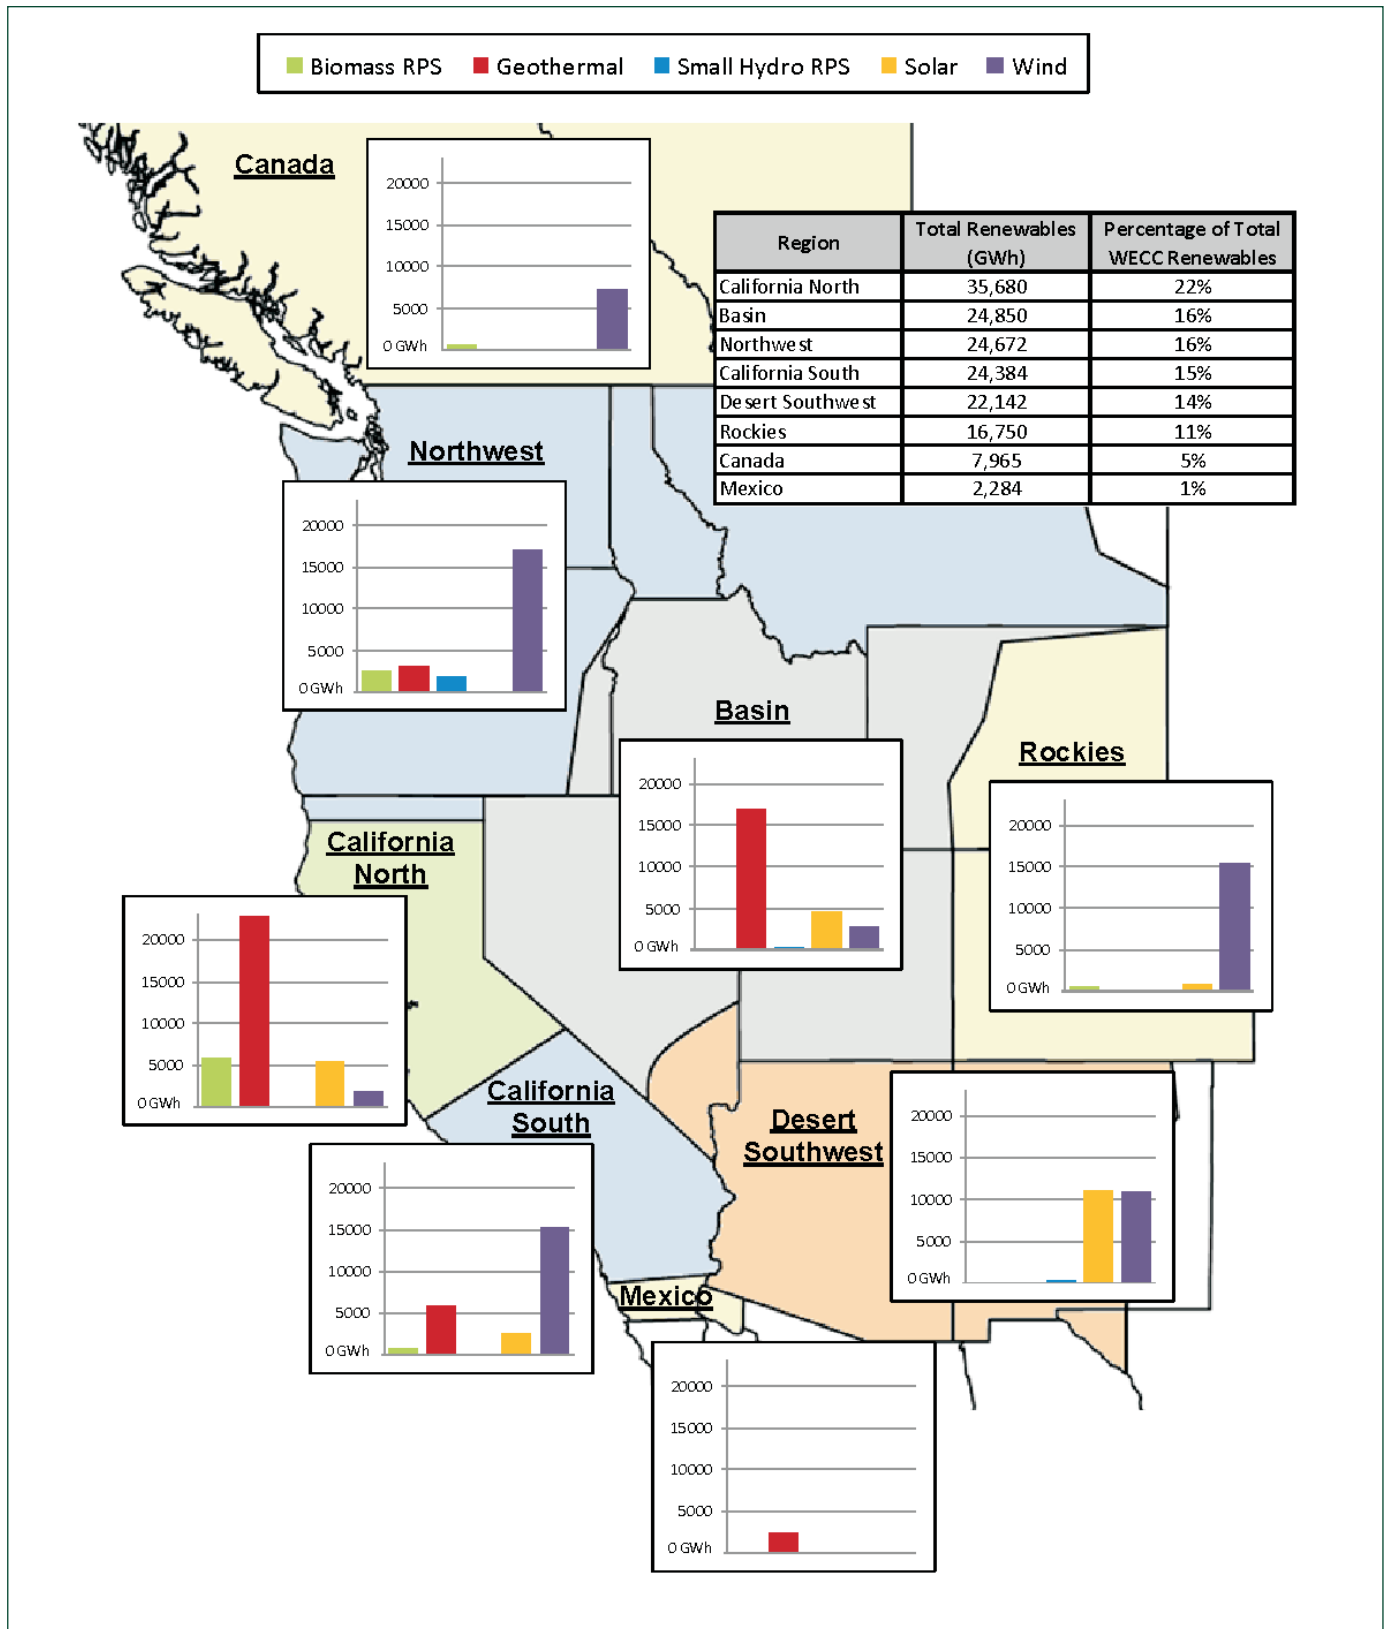 Biomass RPS Geothermal Small Hydro RPS Solar Wind
Canada
20000
15000
10000
5000
0 GWh
Region Total Renewables (GWh) Percentage of Total WECC Renewables
California North 35,680 22%
Basin 24,850 16%
Northwest 24,672 16%
California South 24,384 15%
Desert Southwest 22,142 14%
Rockies 16,750 11%
Canada 7,965 5%
Mexico 2,284 1%
Northwest
20000
15000
10000
5000
0 GWh
Basin
20000
15000
10000
5000
0 GWh
Rockies
20000
15000
10000
5000
0 GWh
California
North
20000
15000
10000
5000
0 GWh
California
South
20000
15000
10000
5000
0 GWh
Desert
Southwest
20000
15000
10000
5000
0 GWh
Mexico
20000
15000
10000
5000
0 GWh